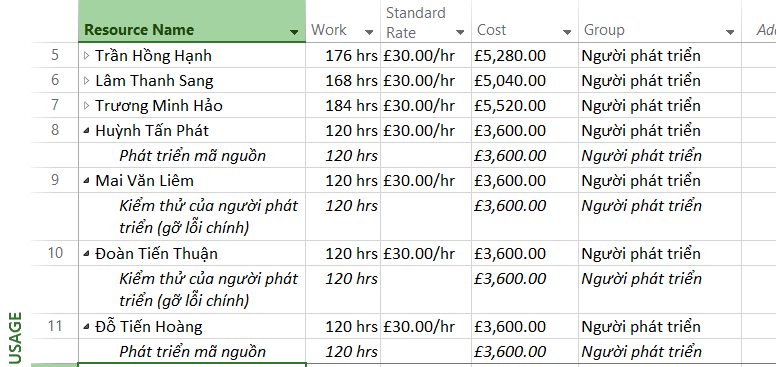 Resource Name Work Standard Rate Cost Group Add
5 Trần Hồng Hạnh 176 hrs £30.00/hr £5,280.00 Người phát triển
6 Lâm Thanh Sang 168 hrs £30.00/hr £5,040.00 Người phát triển
7 Trương Minh Hảo 184 hrs £30.00/hr £5,520.00 Người phát triển
8 Huỳnh Tấn Phát 120 hrs £30.00/hr £3,600.00 Người phát triển
Phát triển mã nguồn 120 hrs £3,600.00 Người phát triển
9 Mai Văn Liêm 120 hrs £30.00/hr £3,600.00 Người phát triển
Kiểm thử của người phát 120 hrs £3,600.00 Người phát triển
triển (gỡ lỗi chính)
10 Đoàn Tiến Thuận 120 hrs £30.00/hr £3,600.00 Người phát triển
Kiểm thử của người phát 120 hrs £3,600.00 Người phát triển
triển (gỡ lỗi chính)
11 Đỗ Tiến Hoàng 120 hrs £30.00/hr £3,600.00 Người phát triển
Phát triển mã nguồn 120 hrs £3,600.00 Người phát triển
USAGE